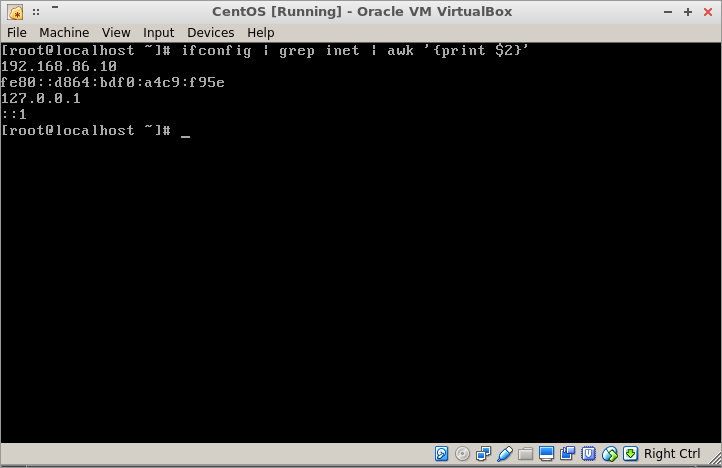 CentOS [Running] - Oracle VM VirtualBox
File Machine View Input Devices Help
[root@localhost ~]# ifconfig | grep inet | awk '{print $2}'
192.168.86.10
fe80::d864:bdf0:a4c9:f95e
127.0.0.1
::1
[root@localhost ~]# _
Right Ctrl